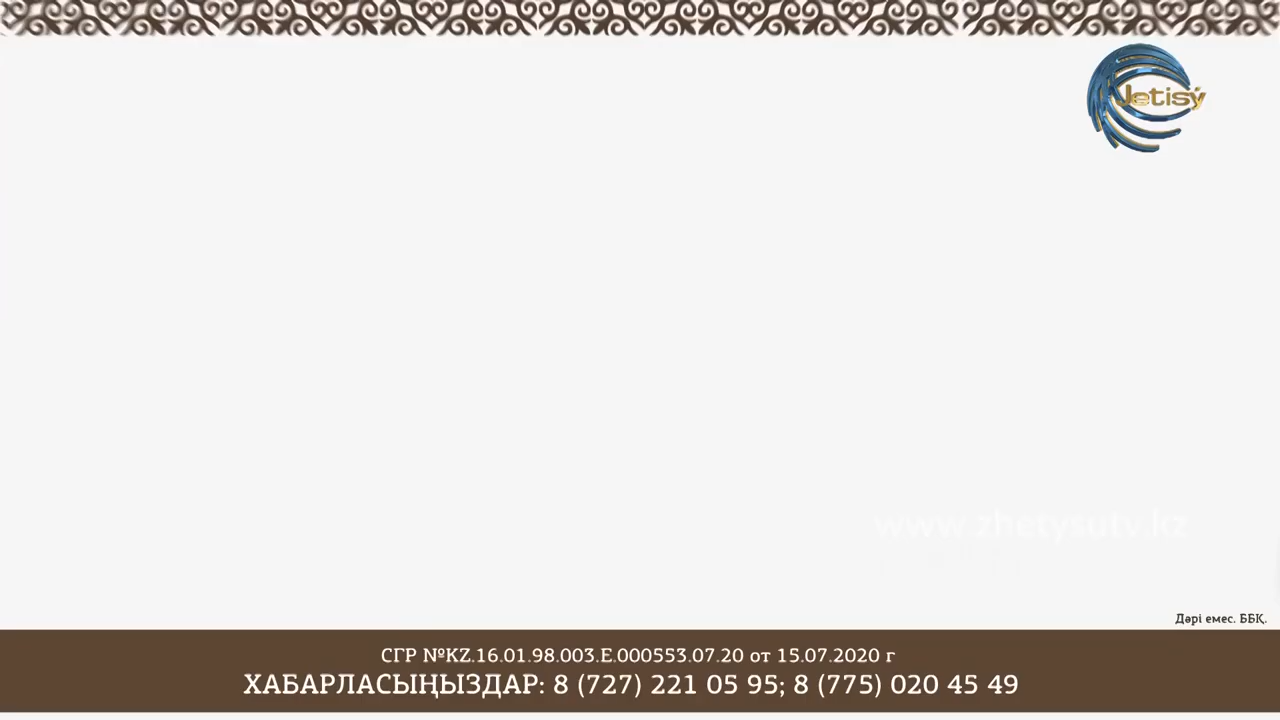 Jetisý
www.zhetysutv.kz
Дәрі емес. ББҚ.
СГР №KZ.16.01.98.003.E.000553.07.20 от 15.07.2020 г
ХАБАРЛАСЫҢЫЗДАР: 8 (727) 221 05 95; 8 (775) 020 45 49